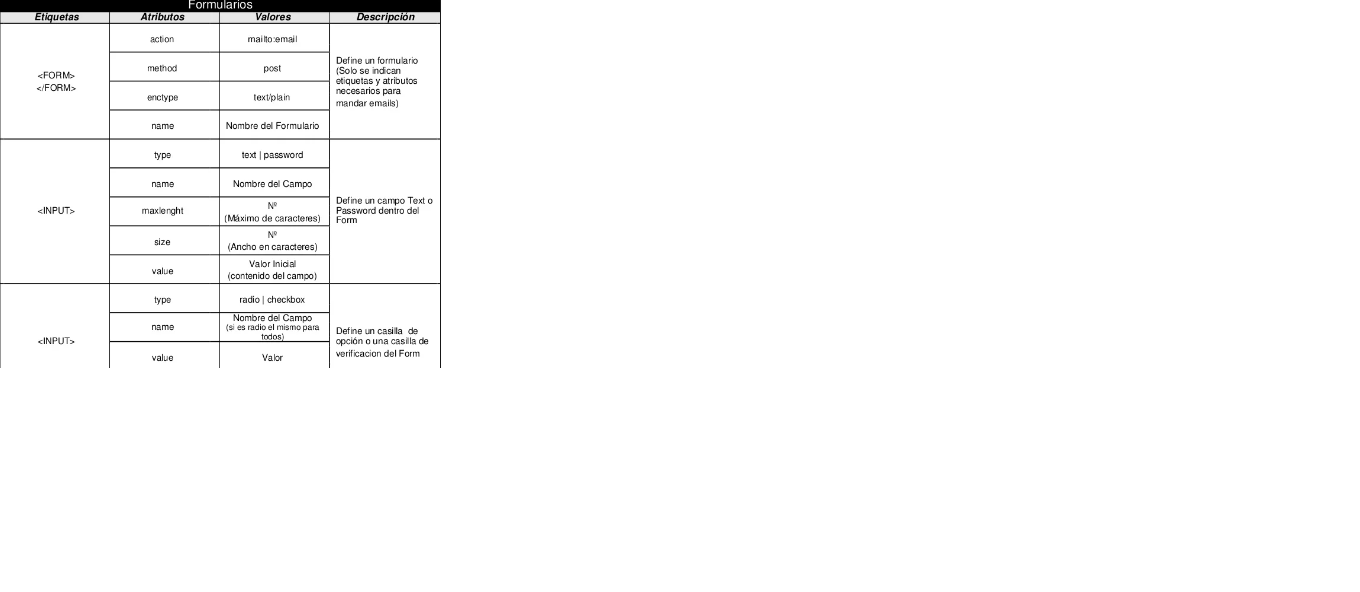 Formularios
Etiquetas Atributos Valores Descripción
<FORM>
</FORM>
action mailto:email
method post
enctype text/plain
name Nombre del Formulario
Define un formulario
(Solo se indican
etiquetas y atributos
necesarios para
mandar emails)
<INPUT>
type text | password
name Nombre del Campo
maxlenght Nº
(Máximo de caracteres)
size Nº
(Ancho en caracteres)
value Valor Inicial
(contenido del campo)
Define un campo Text o
Password dentro del
Form
<INPUT>
type radio | checkbox
name Nombre del Campo
(si es radio el mismo para
todos)
value Valor
Define un casilla de
opción o una casilla de
verificacion del Form